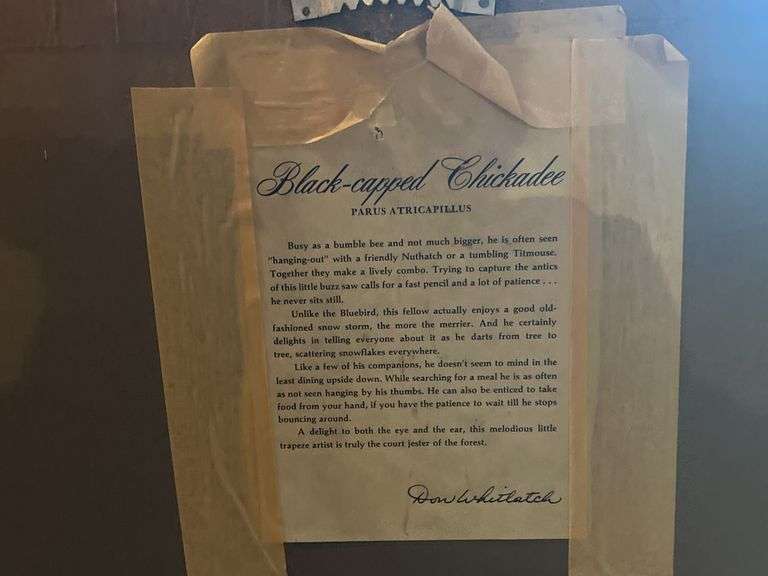 Black-capped Chickadee
PARUS ATRICAPILLUS
Busy as a bumble bee and not much bigger, he is often seen
"hanging-out" with a friendly Nuthatch or a tumbling Titmouse.
Together they make a lively combo. Trying to capture the antics
of this little buzz saw calls for a fast pencil and a lot of patience . . .
he never sits still.
Unlike the Bluebird, this fellow actually enjoys a good old-
fashioned snow storm, the more the merrier. And he certainly
delights in telling everyone about it as he darts from tree to
tree, scattering snowflakes everywhere.
Like a few of his companions, he doesn't seem to mind in the
least dining upside down. While searching for a meal he is as often
as not seen hanging by his thumbs. He can also be enticed to take
food from your hand, if you have the patience to wait till he stops
bouncing around.
A delight to both the eye and the ear, this melodious little
trapeze artist is truly the court jester of the forest.
Don Whitlatch